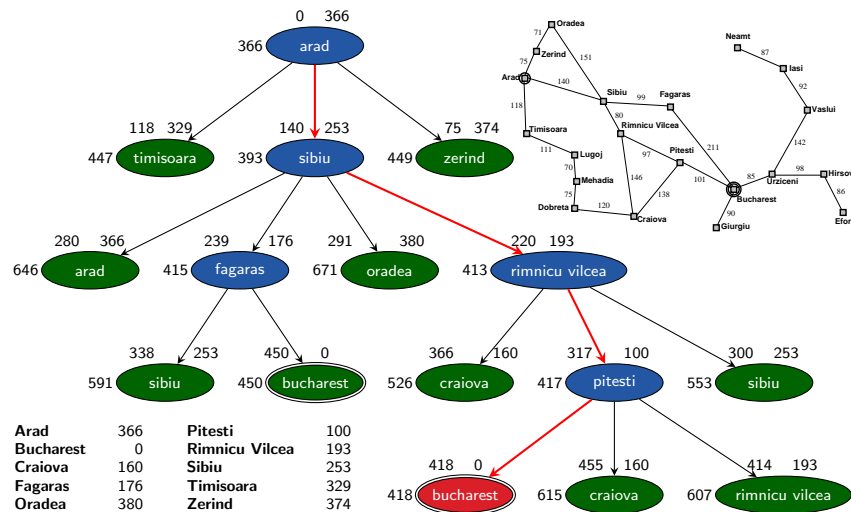 0 366
366 arad
118 329
447 timisoara
140 253
393 sibiu
75 374
449 zerind
280 366
646 arad
239 176
415 fagaras
291 380
671 oradea
220 193
413 rimnicu vilcea
338 253
591 sibiu
450 0
450 bucharest
366 160
526 craiova
317 100
417 pitesti
300 253
553 sibiu
418 0
418 bucharest
455 160
615 craiova
414 193
607 rimnicu vilcea
Oradea
71
Zerind
75
151
Arad
140
118
Sibiu
99
Fagaras
80
Timisoara
Rimnicu Vilcea
111
Lugoj
97
Pitesti
211
70
Mehadia
146
101
75
138
Dobreta
120
Craiova
Neamt
87
Iasi
92
Vaslui
142
98
Hirsov
85
Urziceni
86
Bucharest
90
Giurgiu
Efor
Arad 366
Bucharest 0
Craiova 160
Fagaras 176
Oradea 380
Pitesti 100
Rimnicu Vilcea 193
Sibiu 253
Timisoara 329
Zerind 374